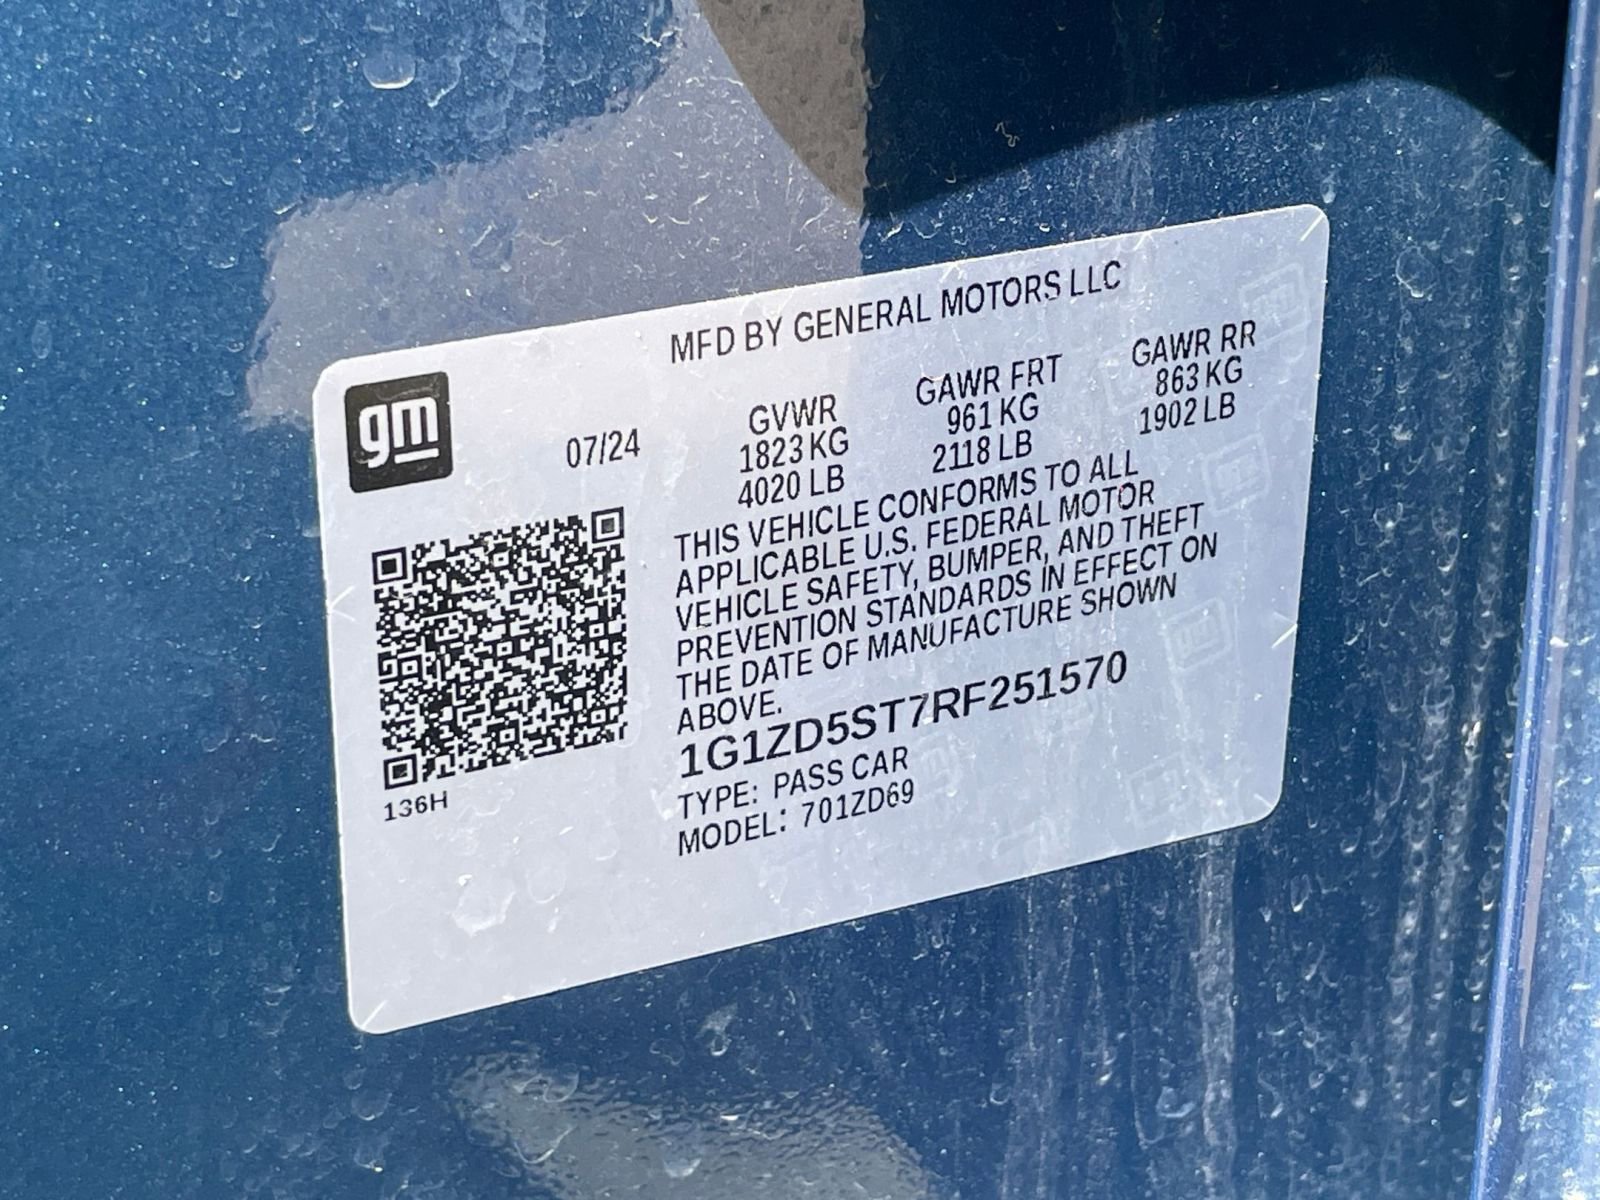 MFD BY GENERAL MOTORS LLC
gm
07/24
GVWR
1823 KG
4020 LB
GAWR FRT
961 KG
2118 LB
GAWR RR
863 KG
1902 LB
THIS VEHICLE CONFORMS TO ALL
APPLICABLE U.S. FEDERAL MOTOR
VEHICLE SAFETY, BUMPER, AND THEFT
PREVENTION STANDARDS IN EFFECT ON
THE DATE OF MANUFACTURE SHOWN
ABOVE.
1G1ZD5ST7RF251570
TYPE: PASS CAR
MODEL: 701ZD69
136H